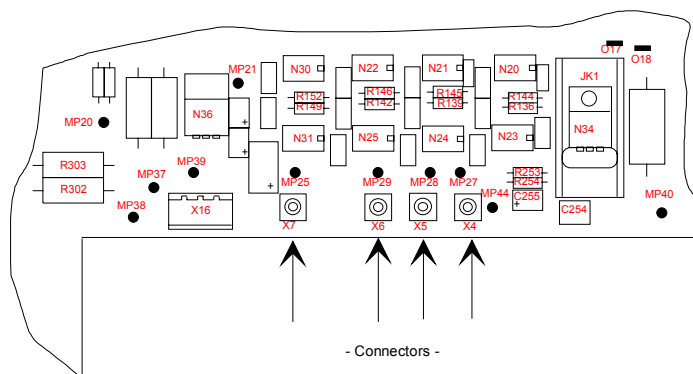 O17
O18
MP21
N30
N22
N21
N20
JK1
R152
R149
R146
R142
R145
R139
R144
R136
N36
MP20
N31
N25
N24
N23
N34
R303
R302
MP39
MP37
MP38
X16
MP25
MP29
MP28
MP27
MP44
R253
R254
C255
C254
MP40
X7
X6
X5
X4
- Connectors -